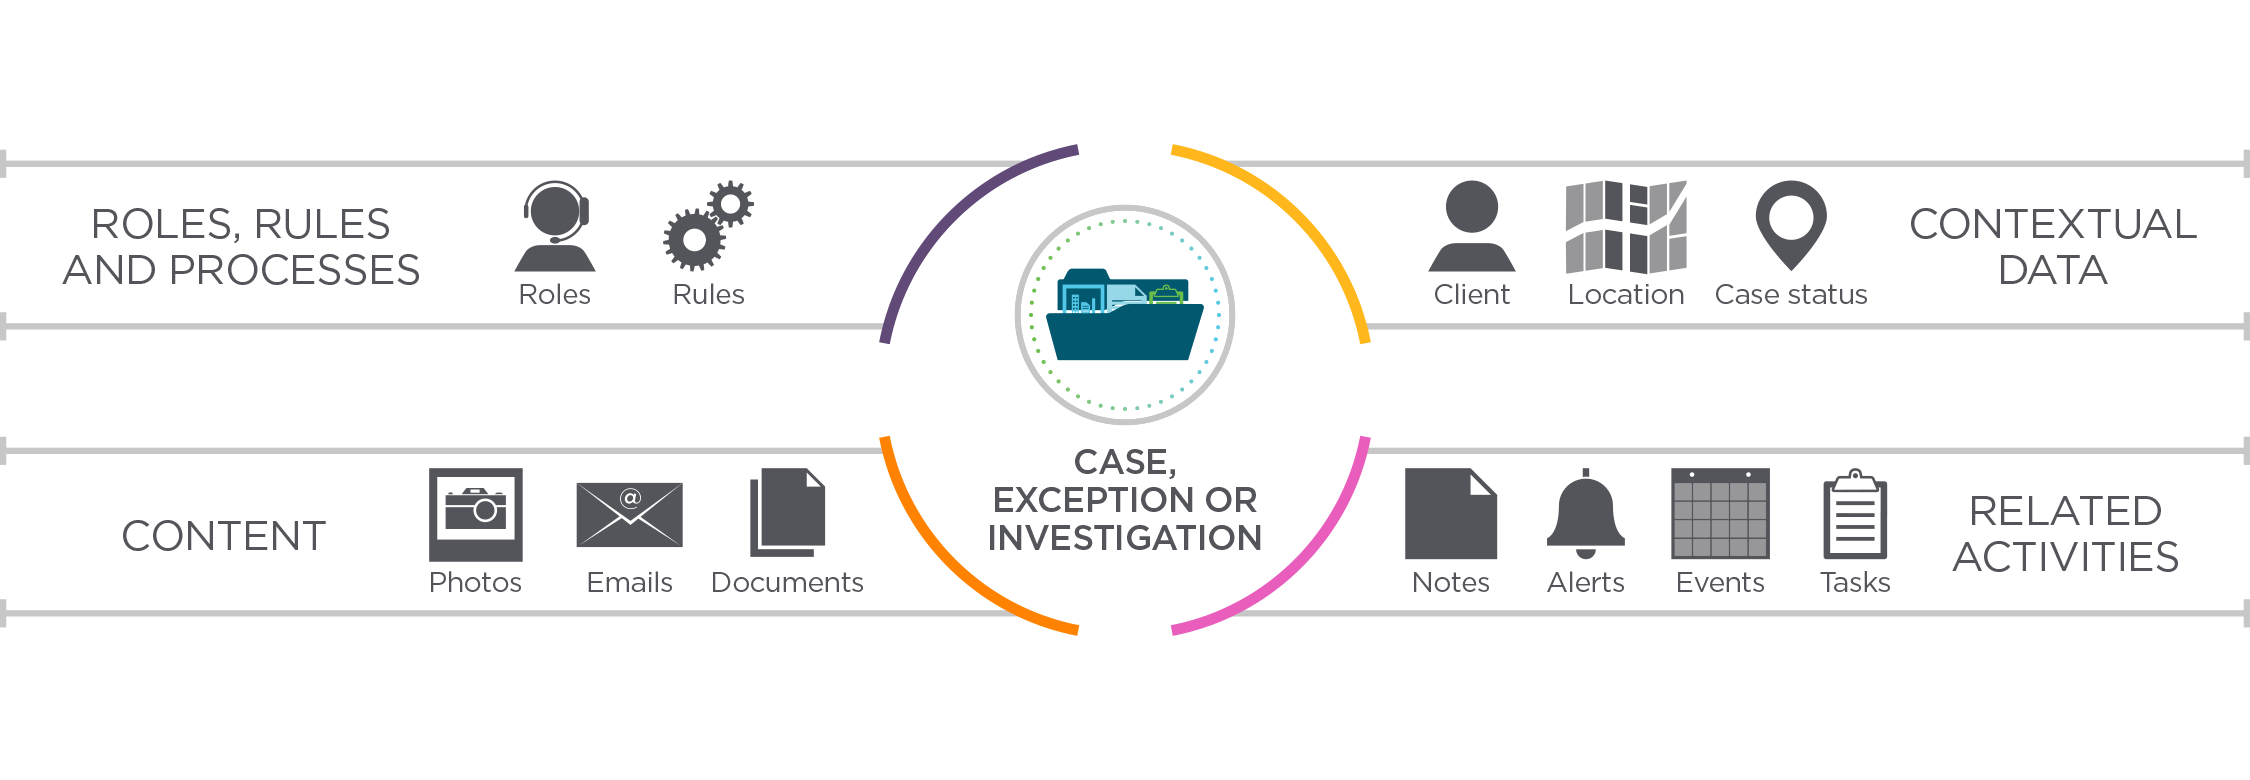 ROLES, RULES
AND PROCESSES
Roles
Rules
Client
Location
Case status
CONTEXTUAL
DATA
CONTENT
Photos
@
Emails
Documents
CASE,
EXCEPTION OR
INVESTIGATION
Notes
Alerts
Events
Tasks
RELATED
ACTIVITIES